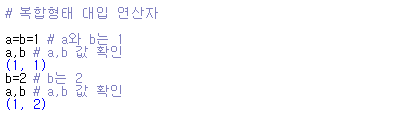 # 복합형태 대입 연산자
a=b=1 # a와 b는 1
a,b # a,b 값 확인
(1, 1)
b=2 # b는 2
a,b # a,b 값 확인
(1, 2)